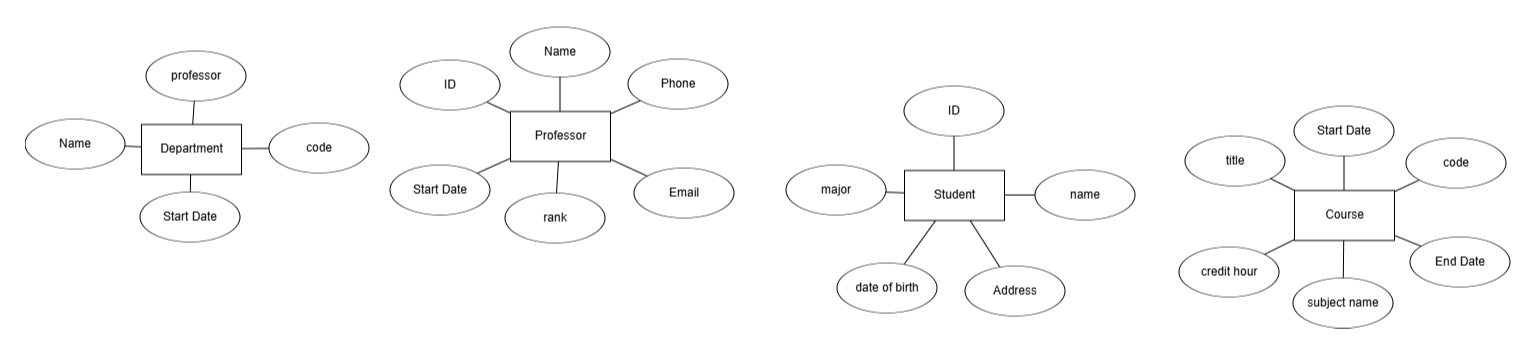 professor
Name
Department
code
Start Date
Name
ID
Phone
Professor
Start Date
Email
rank
ID
major
Student
name
date of birth
Address
Start Date
title
code
Course
credit hour
End Date
subject name